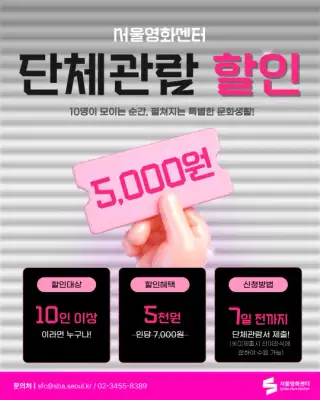 서울영화센터
단체관람 할인
10명이 모이는 순간, 펼쳐지는 특별한 문화생활!
5,000원
할인대상
10인 이상
이라면 누구나!
할인혜택
5천원
인당 7,000원
신청방법
7일 전까지
단체관람서 제출!
문의처 | sfc@sba.seoul.kr / 02-3455-8389
서울영화센터